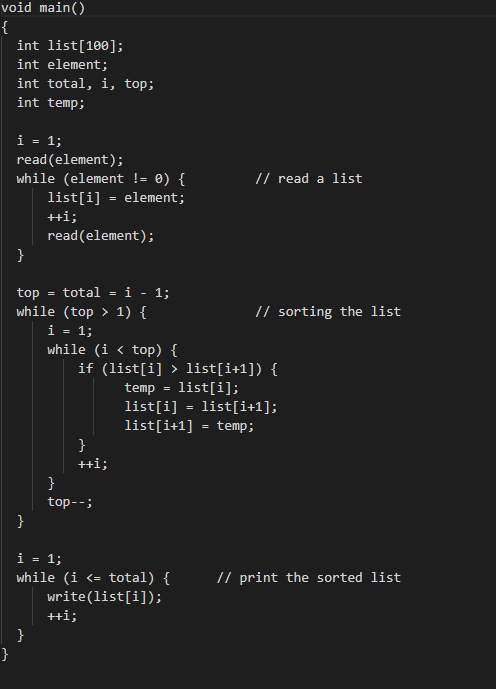 void main()
{
int list[100];
int element;
int total, i, top;
int temp;
i = 1;
read(element);
while (element != 0) { // read a list
list[i] = element;
++i;
read(element);
}
top = total = i - 1;
while (top > 1) { // sorting the list
i = 1;
while (i < top) {
if (list[i] > list[i+1]) {
temp = list[i];
list[i] = list[i+1];
list[i+1] = temp;
}
++i;
}
top--;
}
i = 1;
while (i <= total) { // print the sorted list
write(list[i]);
++i;
}
}